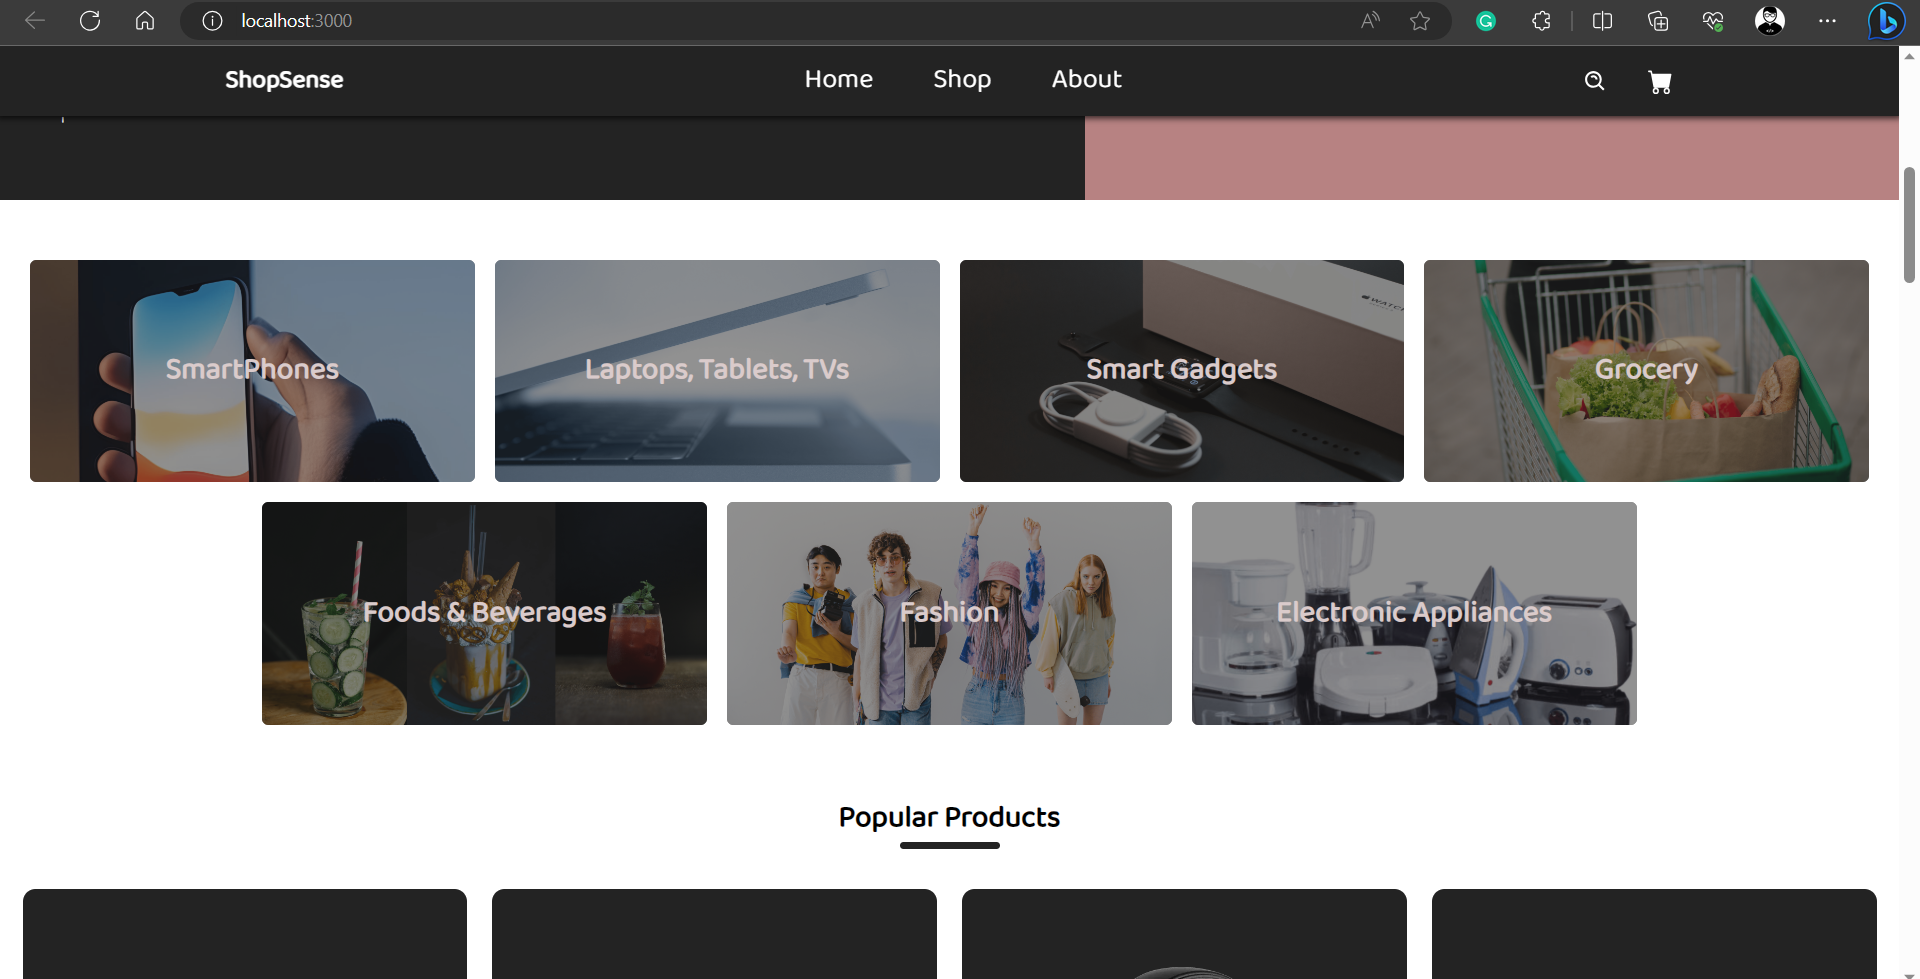 localhost:3000
ShopSense
Home Shop About
SmartPhones
Laptops, Tablets, TVs
Smart Gadgets
WATCH
Grocery
Foods & Beverages
Fashion
Electronic Appliances
Popular Products